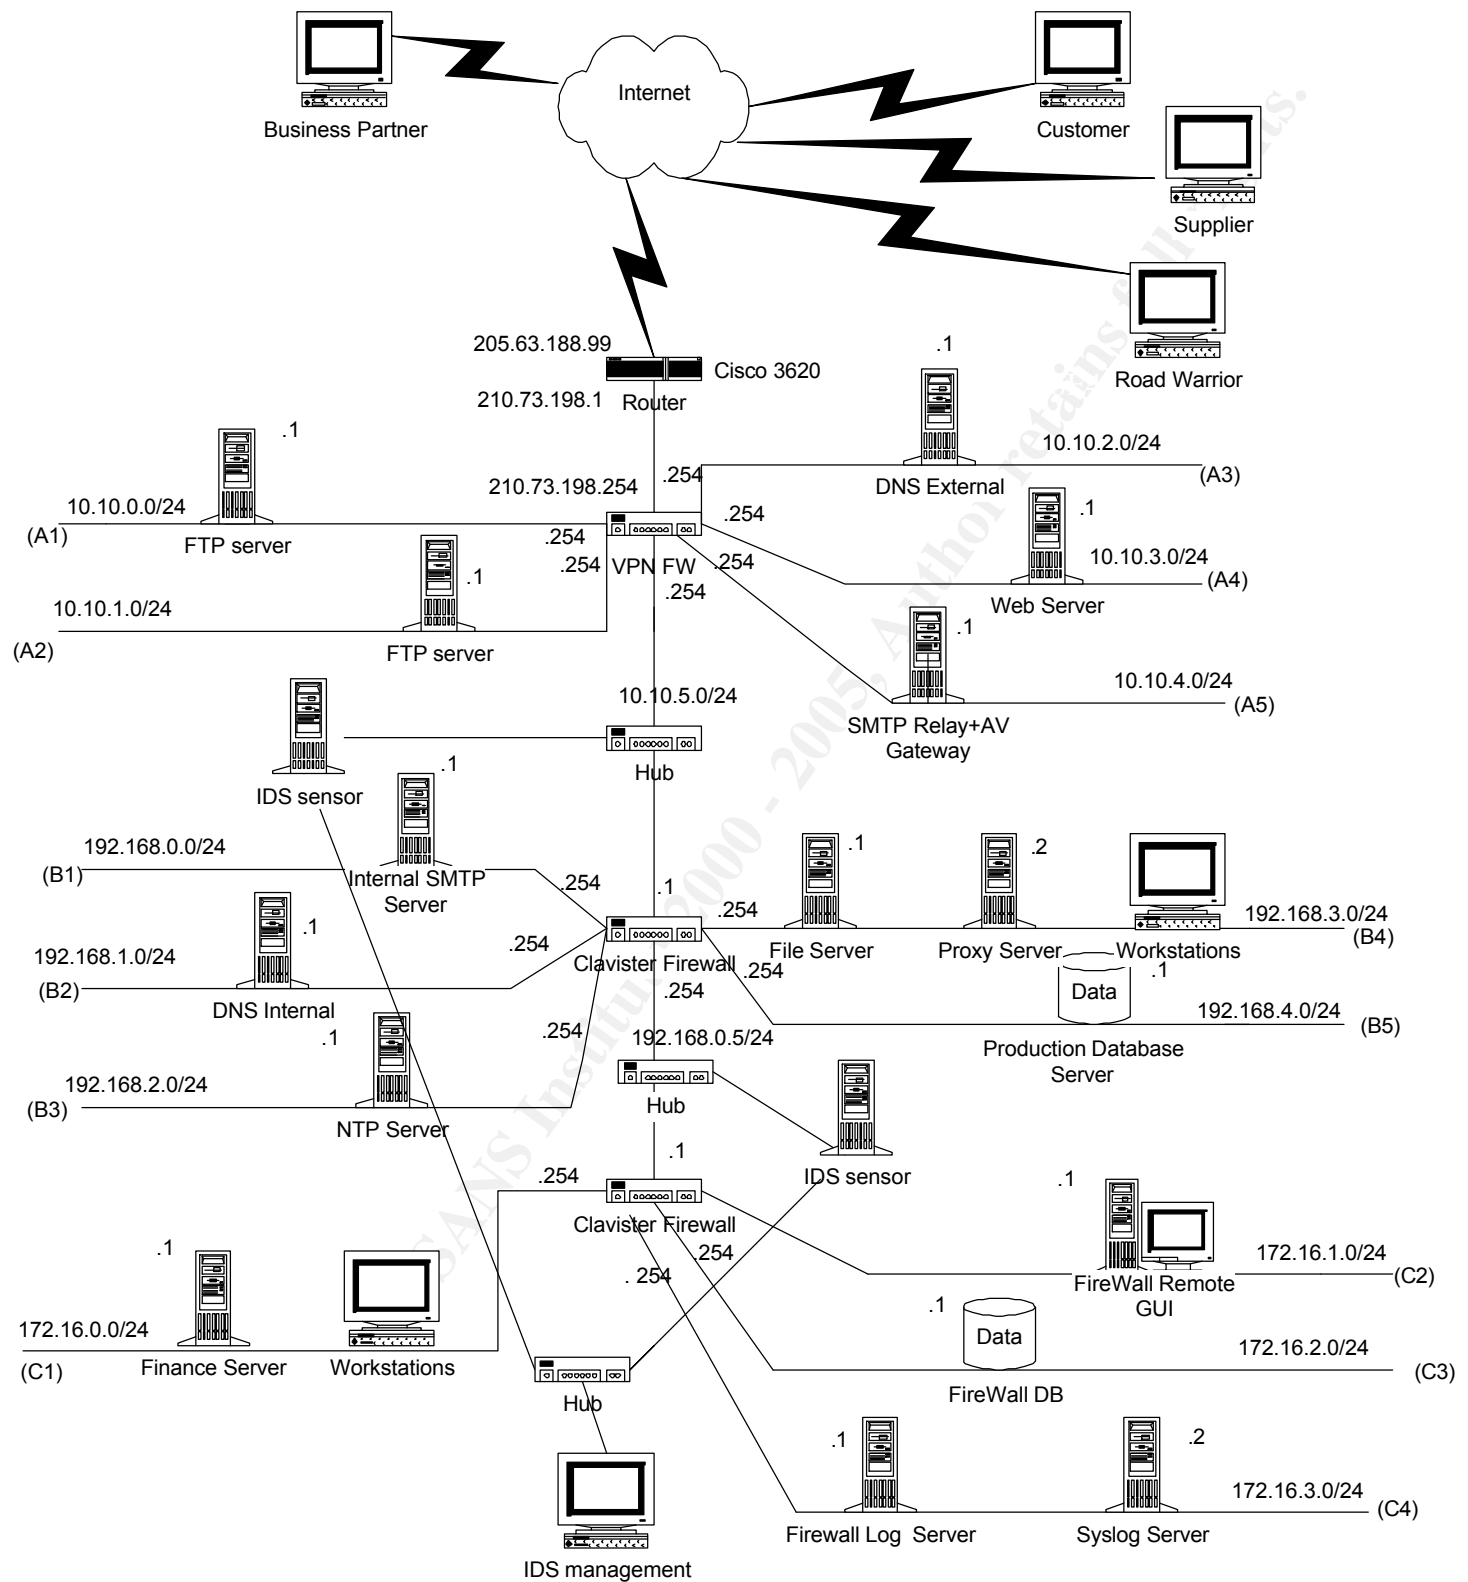 Internet
Business Partner
Customer
Supplier
Road Warrior
205.63.188.99
Cisco 3620
210.73.198.1
Router
.1
10.10.2.0/24
(A3)
DNS External
.1
10.10.0.0/24
(A1)
FTP server
210.73.198.254
.254
.254
.254
.254
.254
.254
VPN FW
.1
10.10.3.0/24
(A4)
Web Server
.1
10.10.1.0/24
(A2)
FTP server
.1
10.10.4.0/24
(A5)
SMTP Relay+AV
Gateway
10.10.5.0/24
Hub
IDS sensor
.1
192.168.0.0/24
(B1)
Internal SMTP
Server
.254
.1
.254
.1
.2
192.168.3.0/24
(B4)
File Server
Proxy Server
Workstations
.1
192.168.1.0/24
(B2)
DNS Internal
.254
Clavister Firewall
.254
.254
.1
Data
192.168.4.0/24
(B5)
Production Database
Server
.1
.254
192.168.0.5/24
192.168.2.0/24
(B3)
NTP Server
Hub
IDS sensor
.1
.254
Clavister Firewall
.254
. 254
.1
172.16.1.0/24
(C2)
FireWall Remote
GUI
.1
172.16.0.0/24
(C1)
Finance Server
Workstations
.1
Data
172.16.2.0/24
(C3)
FireWall DB
Hub
.1
.2
172.16.3.0/24
(C4)
Firewall Log Server
Syslog Server
IDS management
SANS Institute 2000 - 2005, Author retains full rights.